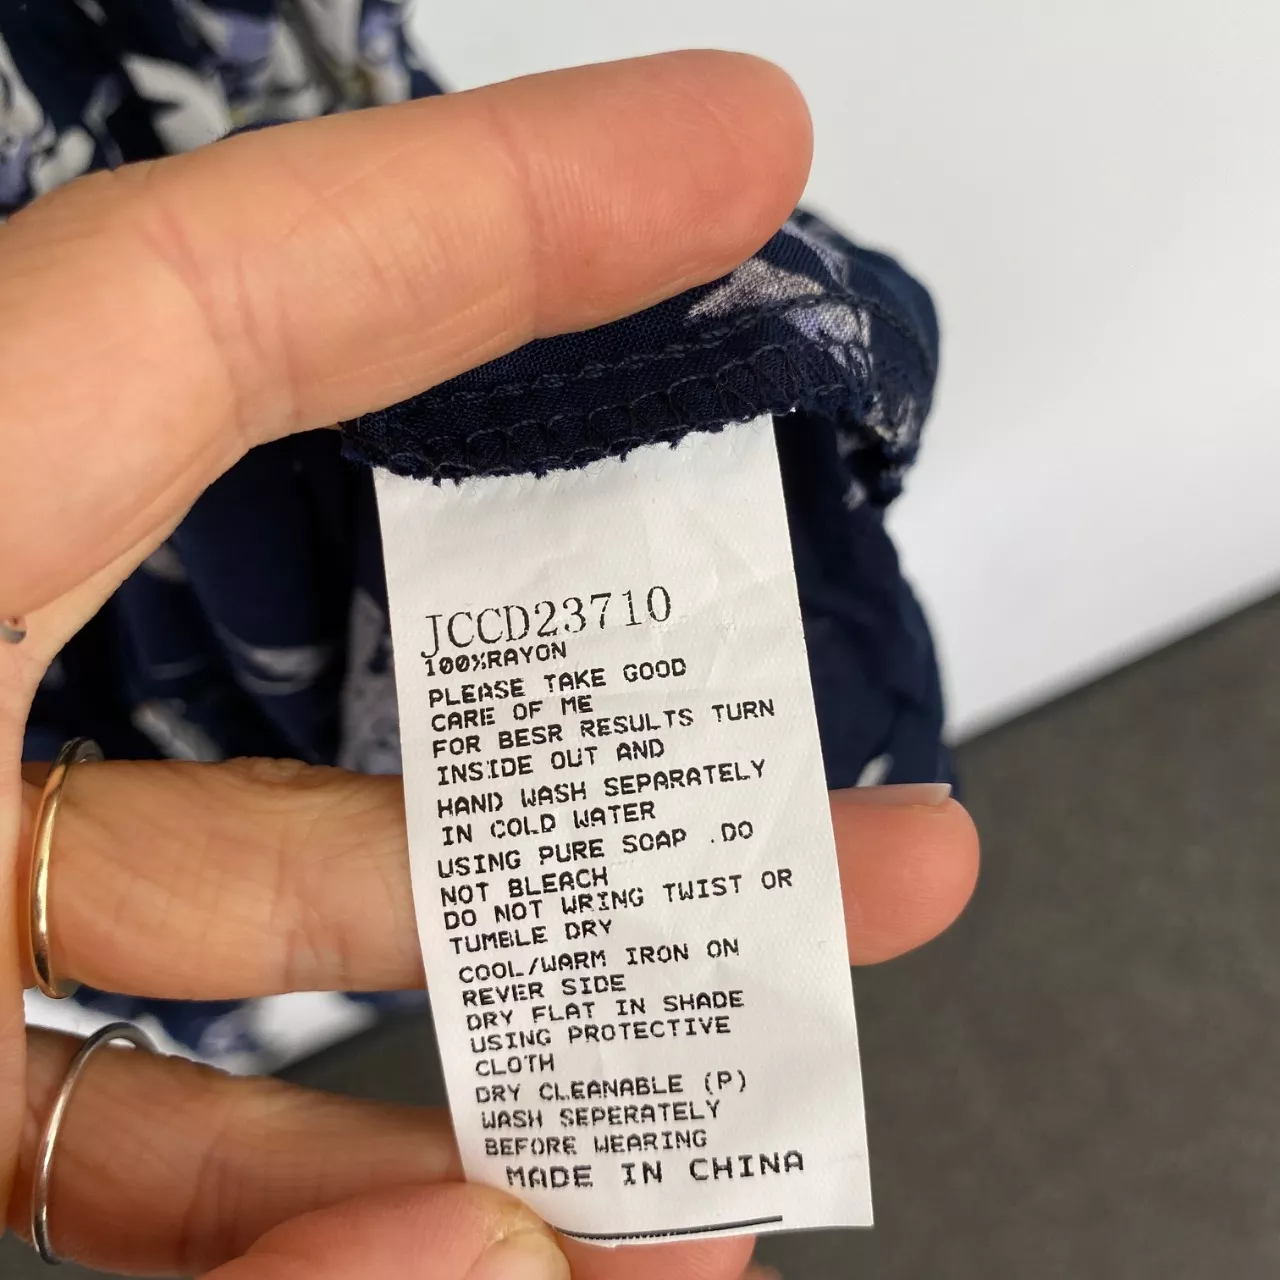 JCCD23710
100%RAYON
PLEASE TAKE GOOD
CARE OF ME
FOR BESR RESULTS TURN
INSIDE OUT AND
HAND WASH SEPARATELY
IN COLD WATER
USING PURE SOAP .DO
NOT BLEACH
DO NOT WRING TWIST OR
TUMBLE DRY
COOL/WARM IRON ON
REVER SIDE
DRY FLAT IN SHADE
USING PROTECTIVE
CLOTH
DRY CLEANABLE (P)
WASH SEPERATELY
BEFORE WEARING
MADE IN CHINA